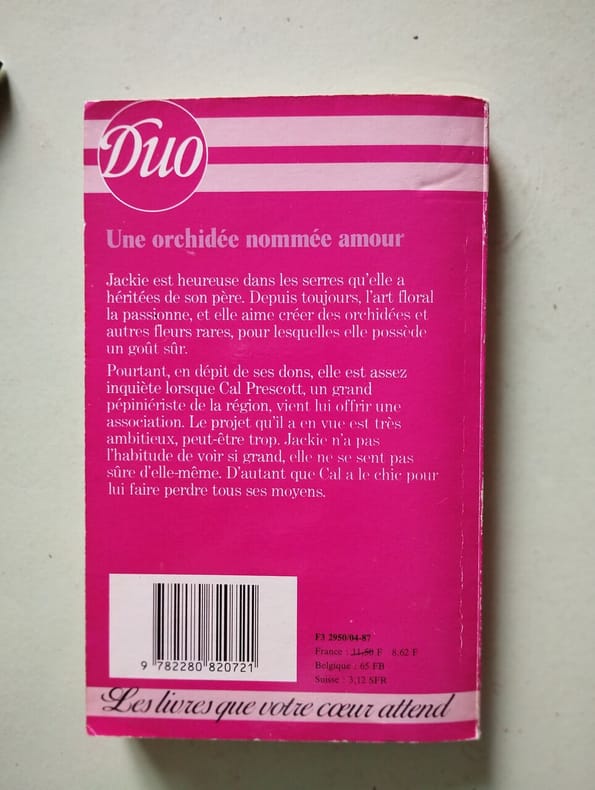 Duo
Une orchidée nommée amour
Jackie est heureuse dans les serres qu'elle a
héritées de son père. Depuis toujours, l'art floral
la passionne, et elle aime créer des orchidées et
autres fleurs rares, pour lesquelles elle possède
un goût sûr.
Pourtant, en dépit de ses dons, elle est assez
inquiète lorsque Cal Prescott, un grand
pépiniériste de la région, vient lui offrir une
association. Le projet qu'il a en vue est très
ambitieux, peut-être trop. Jackie n'a pas
l'habitude de voir si grand, elle ne se sent pas
sûre d'elle-même. D'autant que Cal a le chic pour
lui faire perdre tous ses moyens.
9 782280 820721
F3 2950/04-87
France : 11,50 F 8.62 F
Belgique : 65 FB
Suisse : 3,12 SFR
Les livres que votre cœur attend